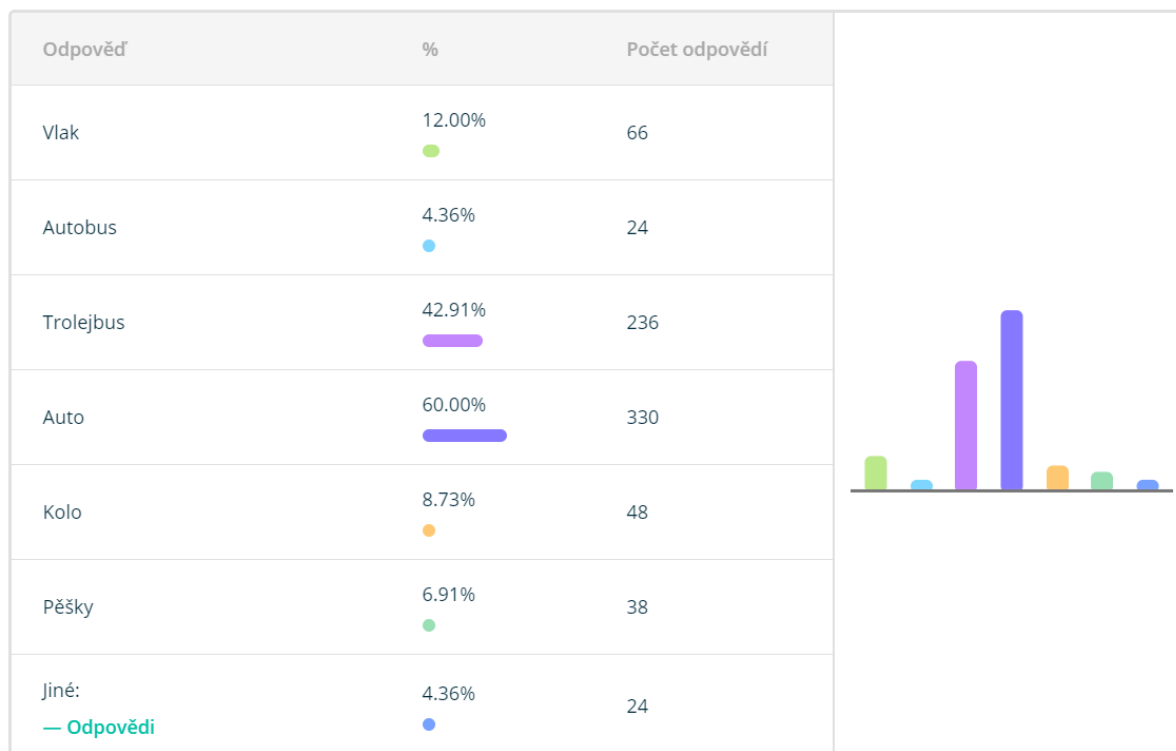 Odpověď % Počet odpovědí
Vlak 12.00% 66
Autobus 4.36% 24
Trolejbus 42.91% 236
Auto 60.00% 330
Kolo 8.73% 48
Pěšky 6.91% 38
Jiné: 4.36% 24
— Odpovědi